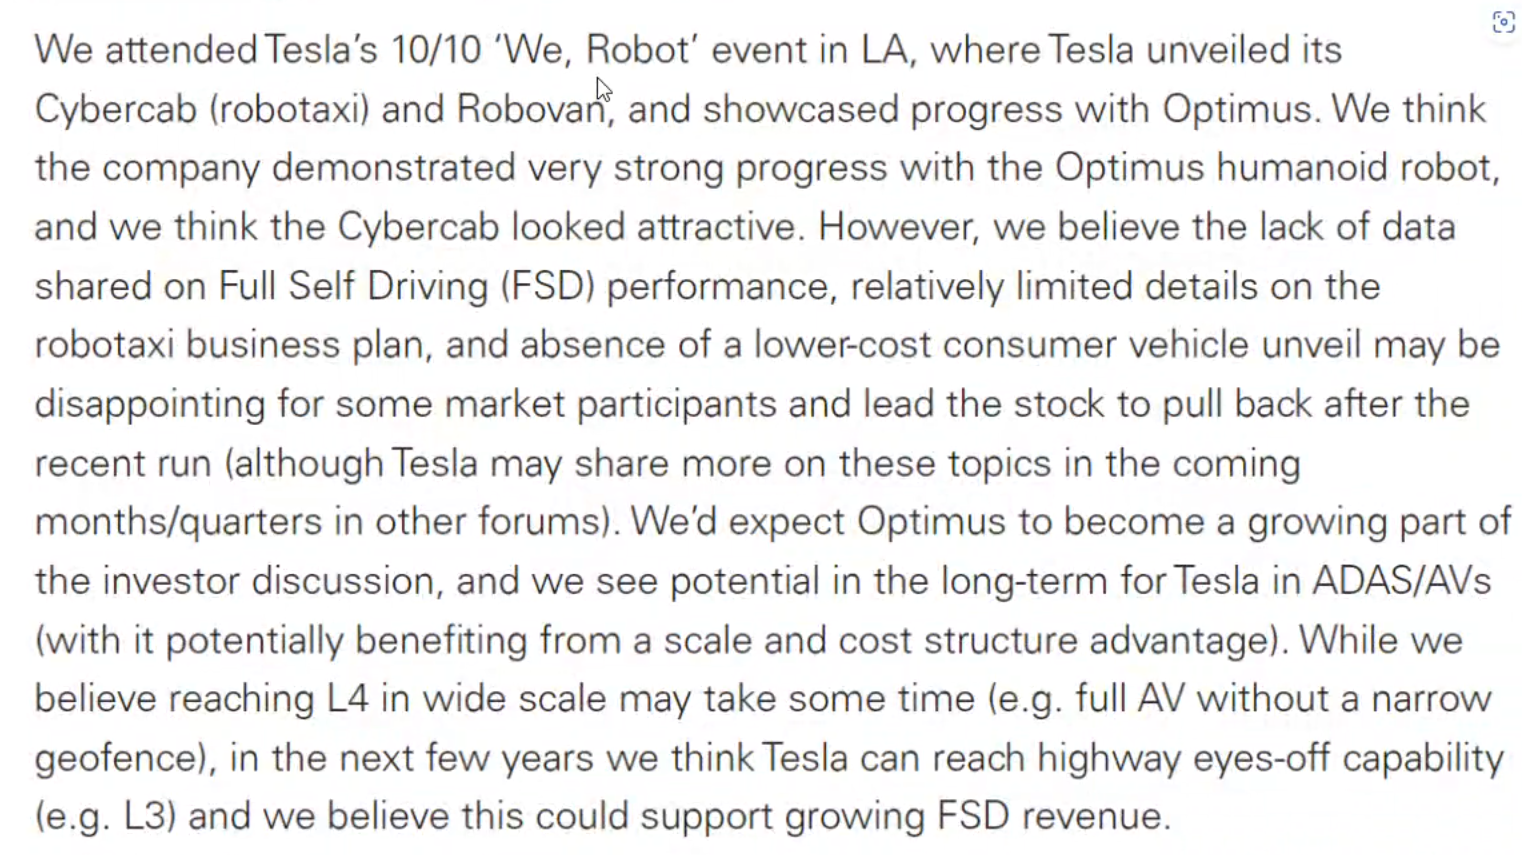 We attended Tesla’s 10/10 ‘We, Robot’ event in LA, where Tesla unveiled its
Cybercab (robotaxi) and Robovan, and showcased progress with Optimus. We think
the company demonstrated very strong progress with the Optimus humanoid robot,
and we think the Cybercab looked attractive. However, we believe the lack of data
shared on Full Self Driving (FSD) performance, relatively limited details on the
robotaxi business plan, and absence of a lower-cost consumer vehicle unveil may be
disappointing for some market participants and lead the stock to pull back after the
recent run (although Tesla may share more on these topics in the coming
months/quarters in other forums). We’d expect Optimus to become a growing part of
the investor discussion, and we see potential in the long-term for Tesla in ADAS/AVs
(with it potentially benefiting from a scale and cost structure advantage). While we
believe reaching L4 in wide scale may take some time (e.g. full AV without a narrow
geofence), in the next few years we think Tesla can reach highway eyes-off capability
(e.g. L3) and we believe this could support growing FSD revenue.